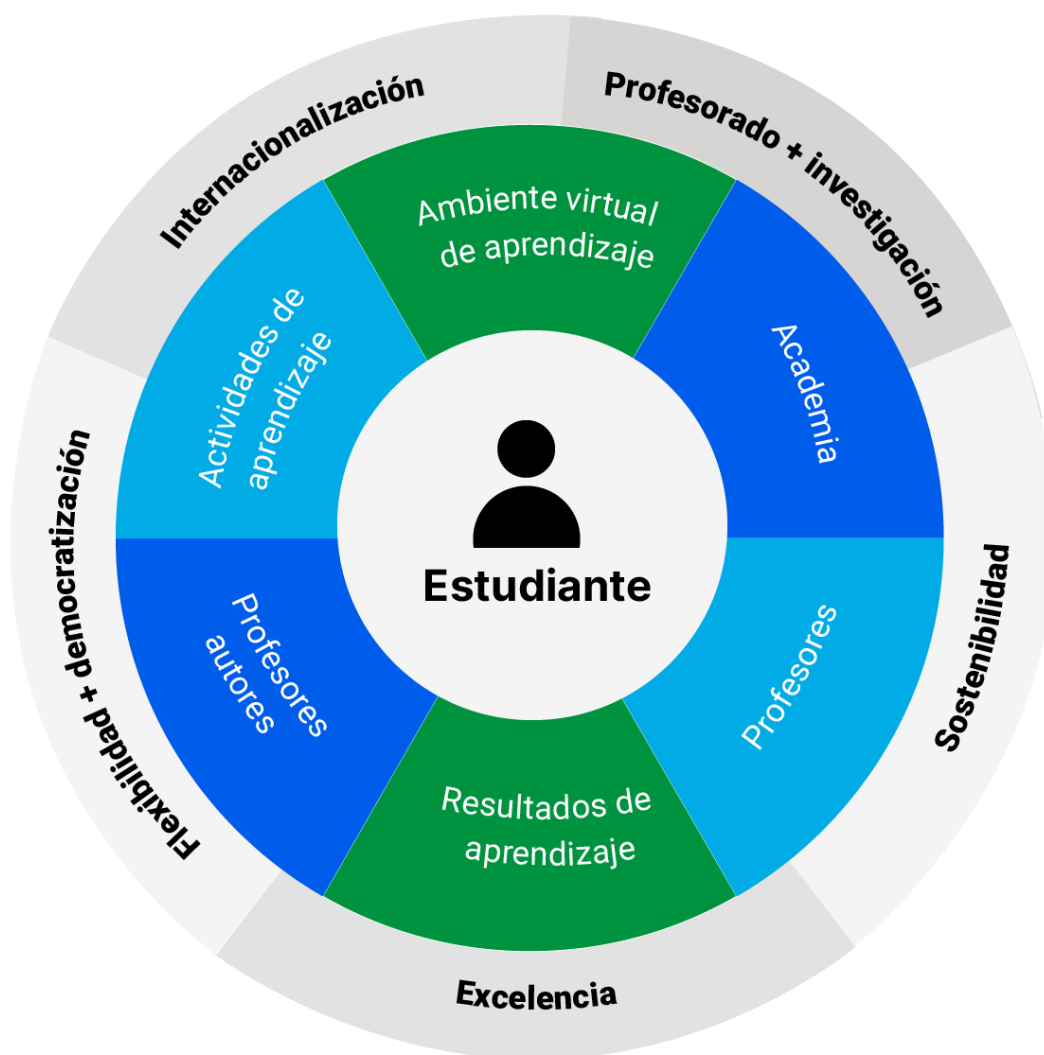 Internacionalización
Profesorado + investigación
Sostenibilidad
Excelencia
Flexibilidad + democratización
Ambiente virtual
de aprendizaje
Academia
Profesores
Resultados de
aprendizaje
Profesores
autores
Actividades de
aprendizaje
Estudiante